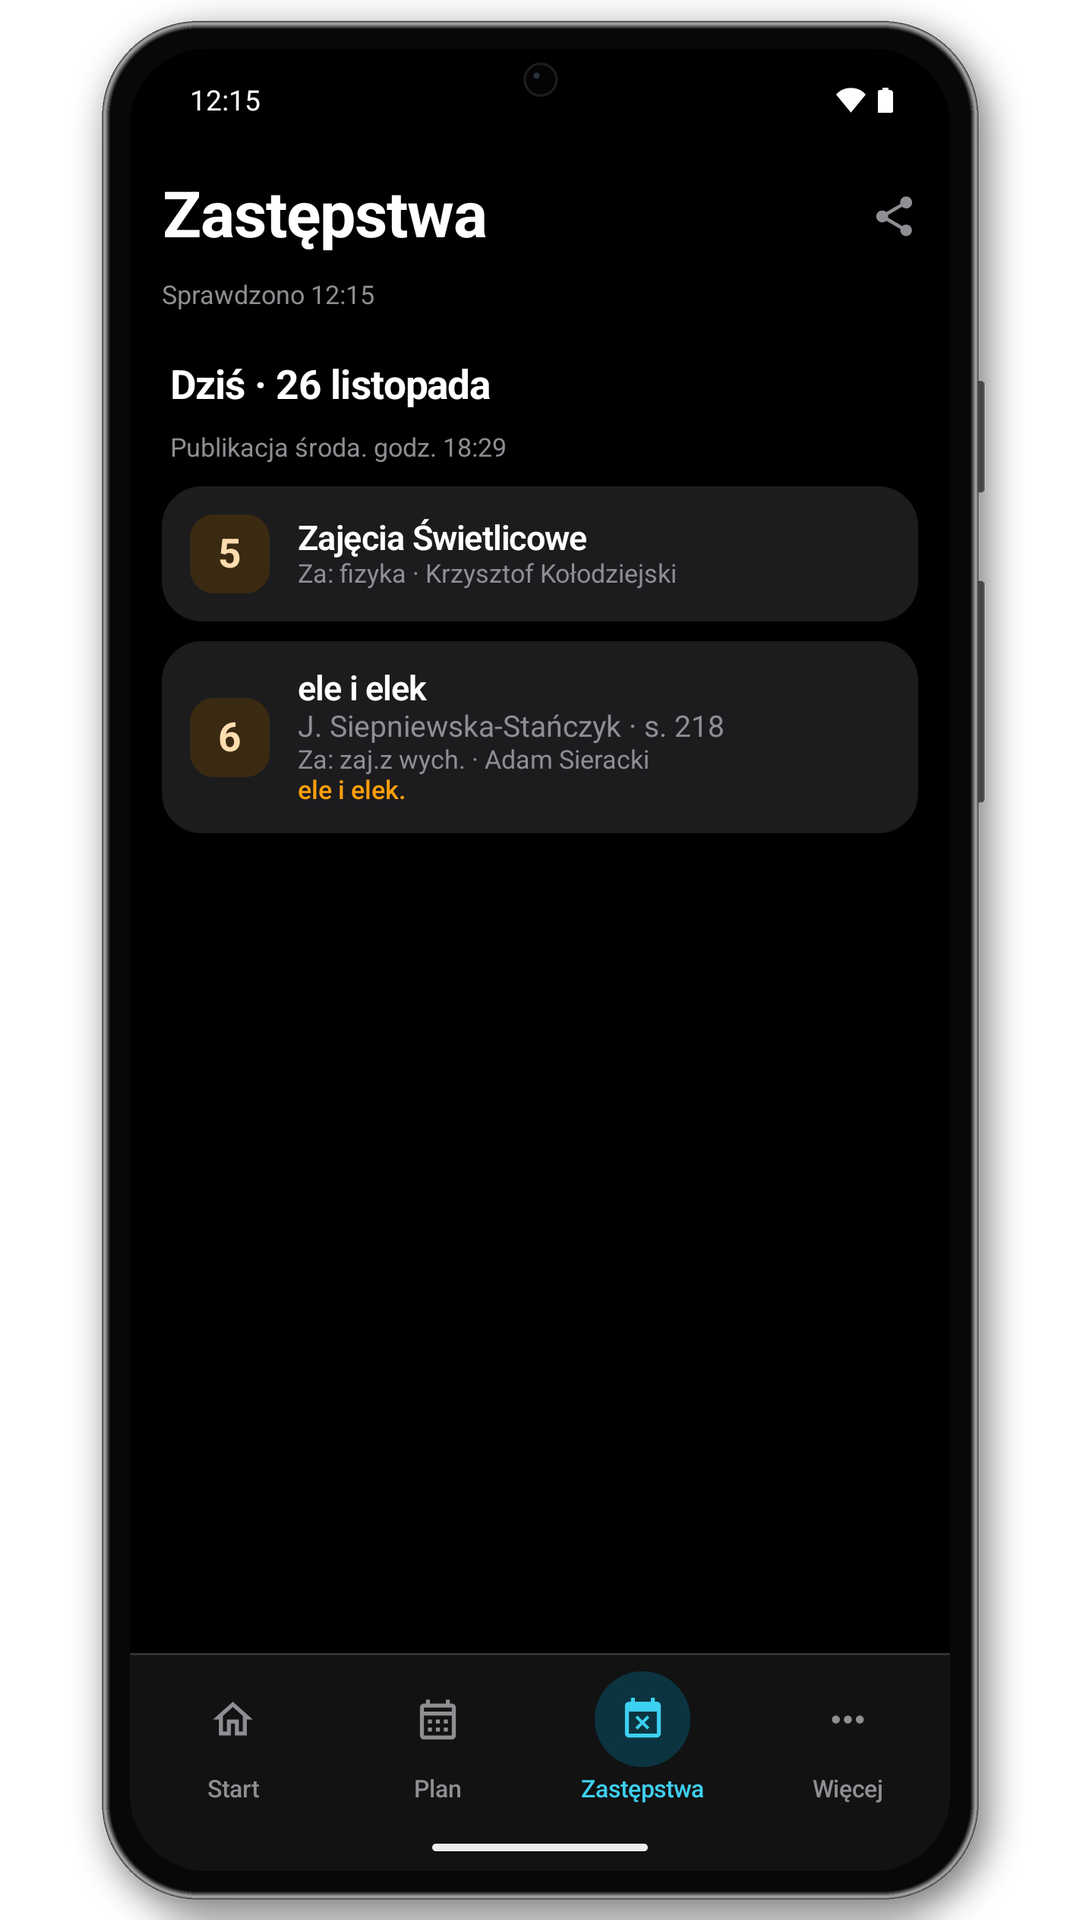 12:15
Zastępstwa
Sprawdzono 12:15
Dziś · 26 listopada
Publikacja środa. godz. 18:29
5
Zajęcia Świetlicowe
Za: fizyka · Krzysztof Kołodziejski
6
ele i elek
J. Siepniewska-Stańczyk · s. 218
Za: zaj.z wych. · Adam Sieracki
ele i elek.
Start
Plan
Zastępstwa
Więcej